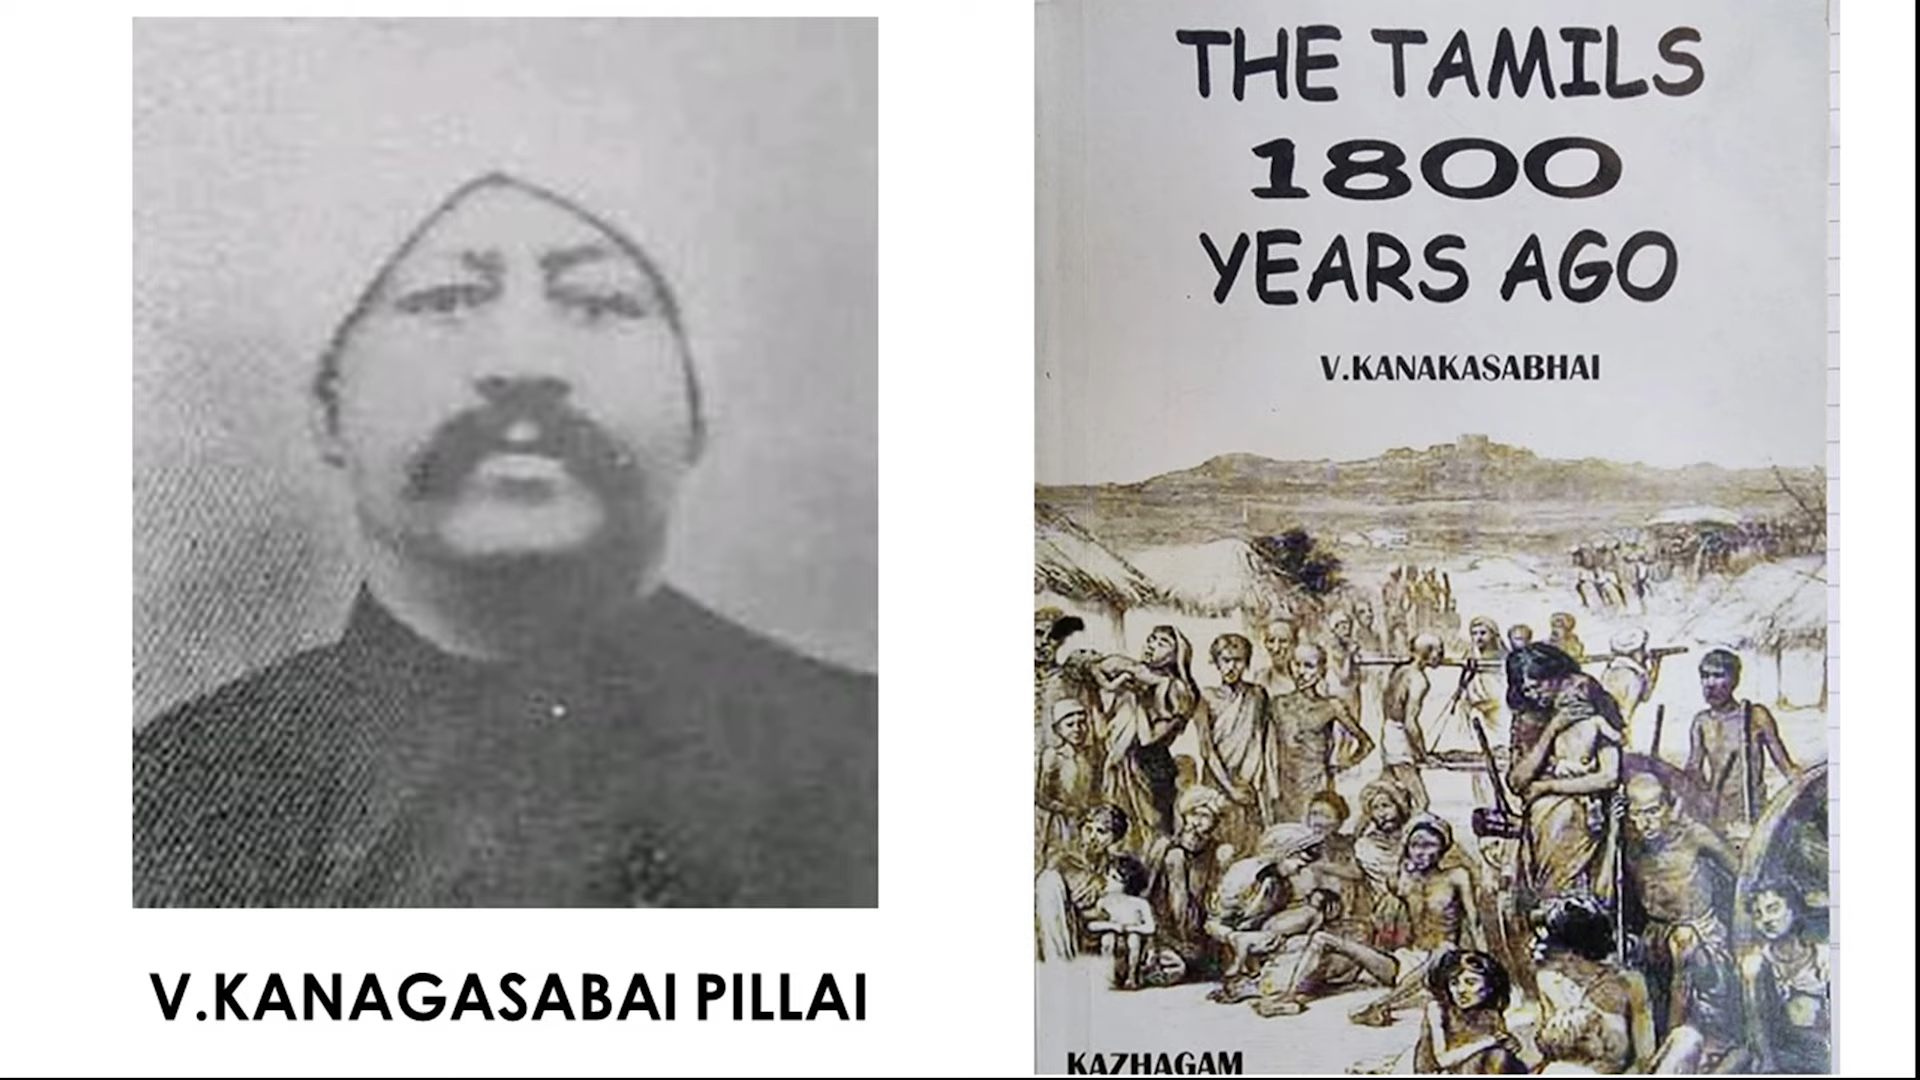 V.KANAGASABAI PILLAI
THE TAMILS
1800
YEARS AGO
V.KANAKASABHAI
KAZHAGAM